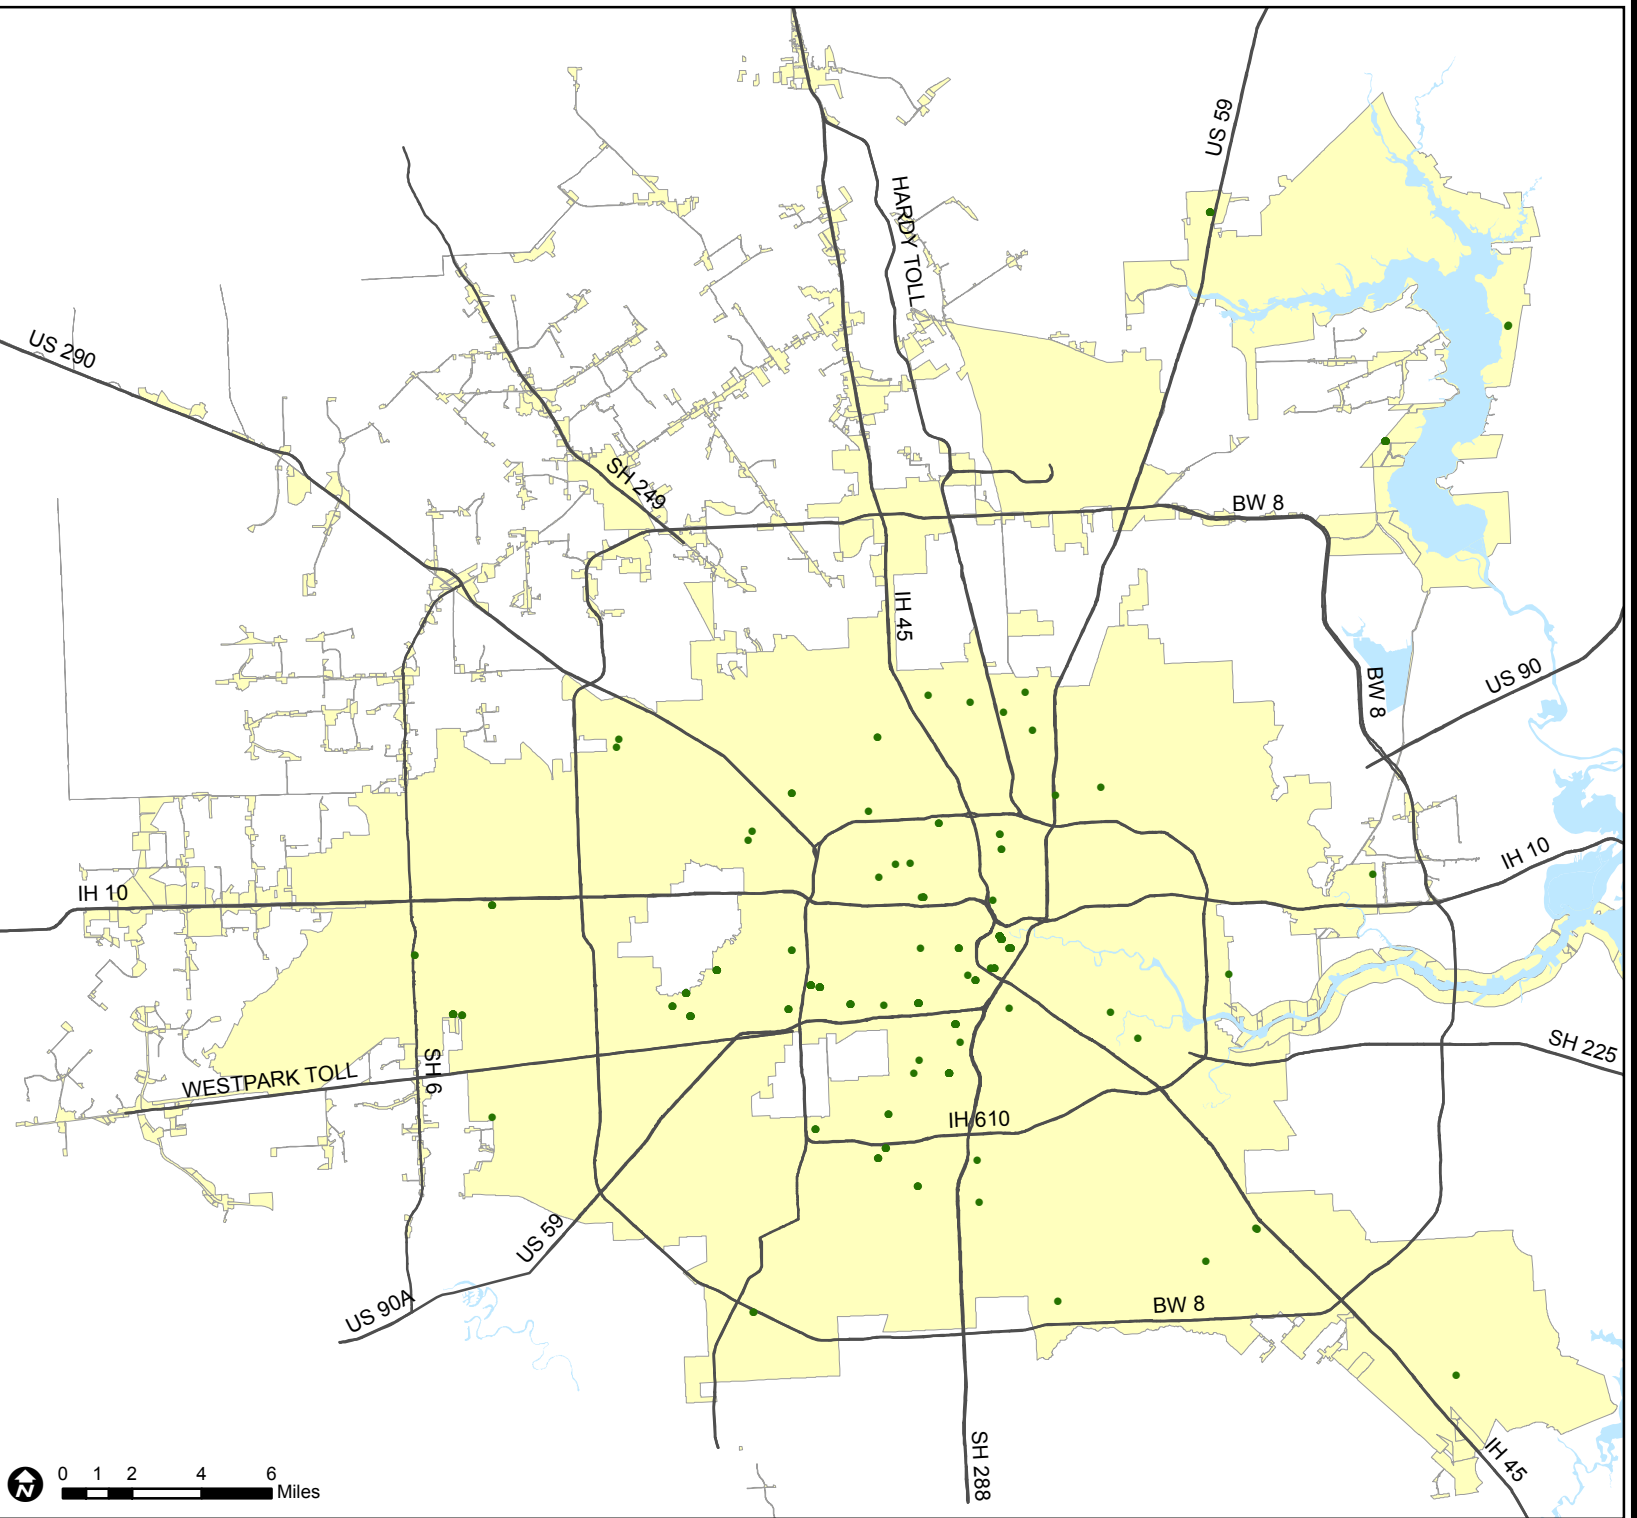 US 59
HARDY TOLL
US 290
SH 249
BW 8
IH 45
US 90
BW 8
IH 10
IH 10
SH 225
SH 6
WESTPARK TOLL
IH 610
US 59
US 90A
BW 8
SH 288
IH 45
0 1 2 4 6
Miles
N